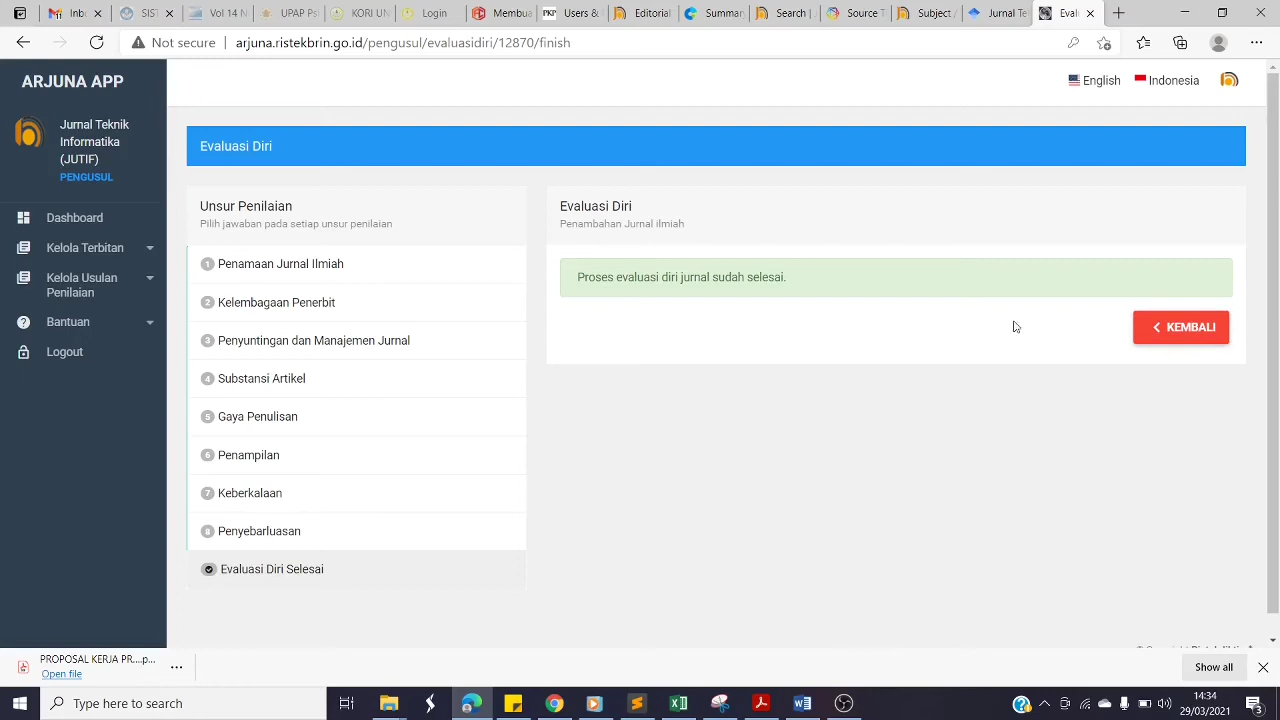 Inb
SIST
Vol 14 N
UPAP Ps
KORI UN
Login
Membua
Users &
Editorial
Summar
Search |
Source T
Subject /
Jurnal Te
Eval
Not secure
arjuna.ristekbrin.go.id/pengusul/evaluasidiri/12870/finish
ARJUNA APP
English
Indonesia
Jurnal Teknik
Informatika
(JUTIF)
PENGUSUL
Dashboard
Kelola Terbitan
Kelola Usulan
Penilaian
Bantuan
Logout
Evaluasi Diri
Unsur Penilaian
Pilih jawaban pada setiap unsur penilaian
1 Penamaan Jurnal Ilmiah
2 Kelembagaan Penerbit
3 Penyuntingan dan Manajemen Jurnal
4 Substansi Artikel
5 Gaya Penulisan
6 Penampilan
7 Keberkalaan
8 Penyebarluasan
Evaluasi Diri Selesai
Evaluasi Diri
Penambahan Jurnal ilmiah
Proses evaluasi diri jurnal sudah selesai.
KEMBALI
PROPOSAL KERJA PR....p...
Open file
Show all
Type here to search
14:34
29/03/2021
3